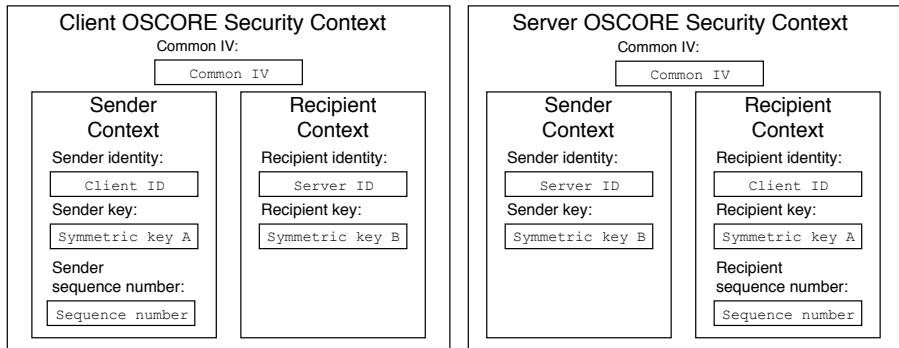 Client OSCORE Security Context
Common IV:
Common IV
Sender
Context
Sender identity:
Client ID
Sender key:
Symmetric key A
Sender
sequence number:
Sequence number
Recipient
Context
Recipient identity:
Server ID
Recipient key:
Symmetric key B
Server OSCORE Security Context
Common IV:
Common IV
Sender
Context
Sender identity:
Server ID
Sender key:
Symmetric key B
Recipient
Context
Recipient identity:
Client ID
Recipient key:
Symmetric key A
Recipient
sequence number:
Sequence number